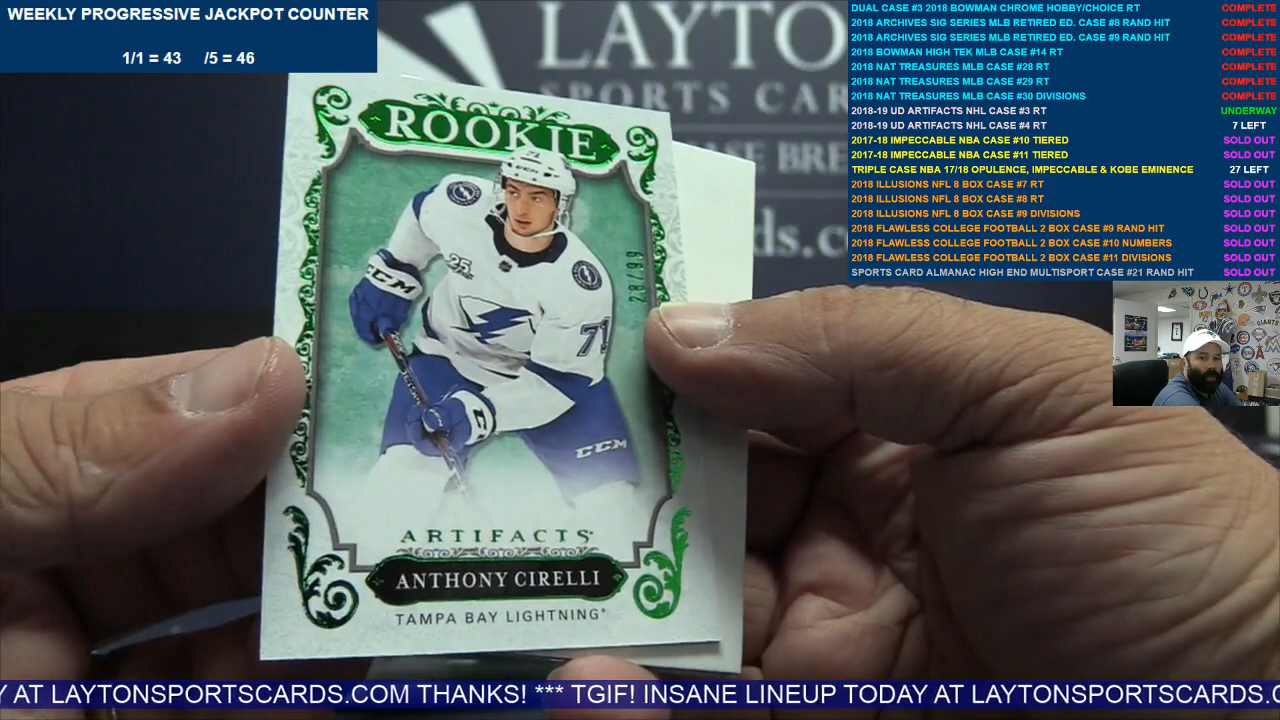 WEEKLY PROGRESSIVE JACKPOT COUNTER
1/1 = 43 /5 = 46
LAYTO
PORTS CAR
SE BRE
ds.co
DUAL CASE #3 2018 BOWMAN CHROME HOBBY/CHOICE RT COMPLETE
2018 ARCHIVES SIG SERIES MLB RETIRED ED. CASE #8 RAND HIT COMPLETE
2018 ARCHIVES SIG SERIES MLB RETIRED ED. CASE #9 RAND HIT COMPLETE
2018 BOWMAN HIGH TEK MLB CASE #14 RT COMPLETE
2018 NAT TREASURES MLB CASE #28 RT COMPLETE
2018 NAT TREASURES MLB CASE #29 RT COMPLETE
2018 NAT TREASURES MLB CASE #30 DIVISIONS COMPLETE
2018-19 UD ARTIFACTS NHL CASE #3 RT UNDERWAY
2018-19 UD ARTIFACTS NHL CASE #4 RT 7 LEFT
2017-18 IMPECCABLE NBA CASE #10 TIERED SOLD OUT
2017-18 IMPECCABLE NBA CASE #11 TIERED SOLD OUT
TRIPLE CASE NBA 17/18 OPULENCE, IMPECCABLE & KOBE EMINENCE 27 LEFT
2018 ILLUSIONS NFL 8 BOX CASE #7 RT SOLD OUT
2018 ILLUSIONS NFL 8 BOX CASE #8 RT SOLD OUT
2018 ILLUSIONS NFL 8 BOX CASE #9 DIVISIONS SOLD OUT
2018 FLAWLESS COLLEGE FOOTBALL 2 BOX CASE #9 RAND HIT SOLD OUT
2018 FLAWLESS COLLEGE FOOTBALL 2 BOX CASE #10 NUMBERS SOLD OUT
2018 FLAWLESS COLLEGE FOOTBALL 2 BOX CASE #11 DIVISIONS SOLD OUT
SPORTS CARD ALMANAC HIGH END MULTISPORT CASE #21 RAND HIT SOLD OUT
ROOKIE
28/99
25
CCM
71
CCM
ARTIFACTS
ANTHONY CIRELLI
TAMPA BAY LIGHTNING
Y AT LAYTONSPORTSCARDS.COM THANKS! *** TGIF! INSANE LINEUP TODAY AT LAYTONSPORTSCARDS.C